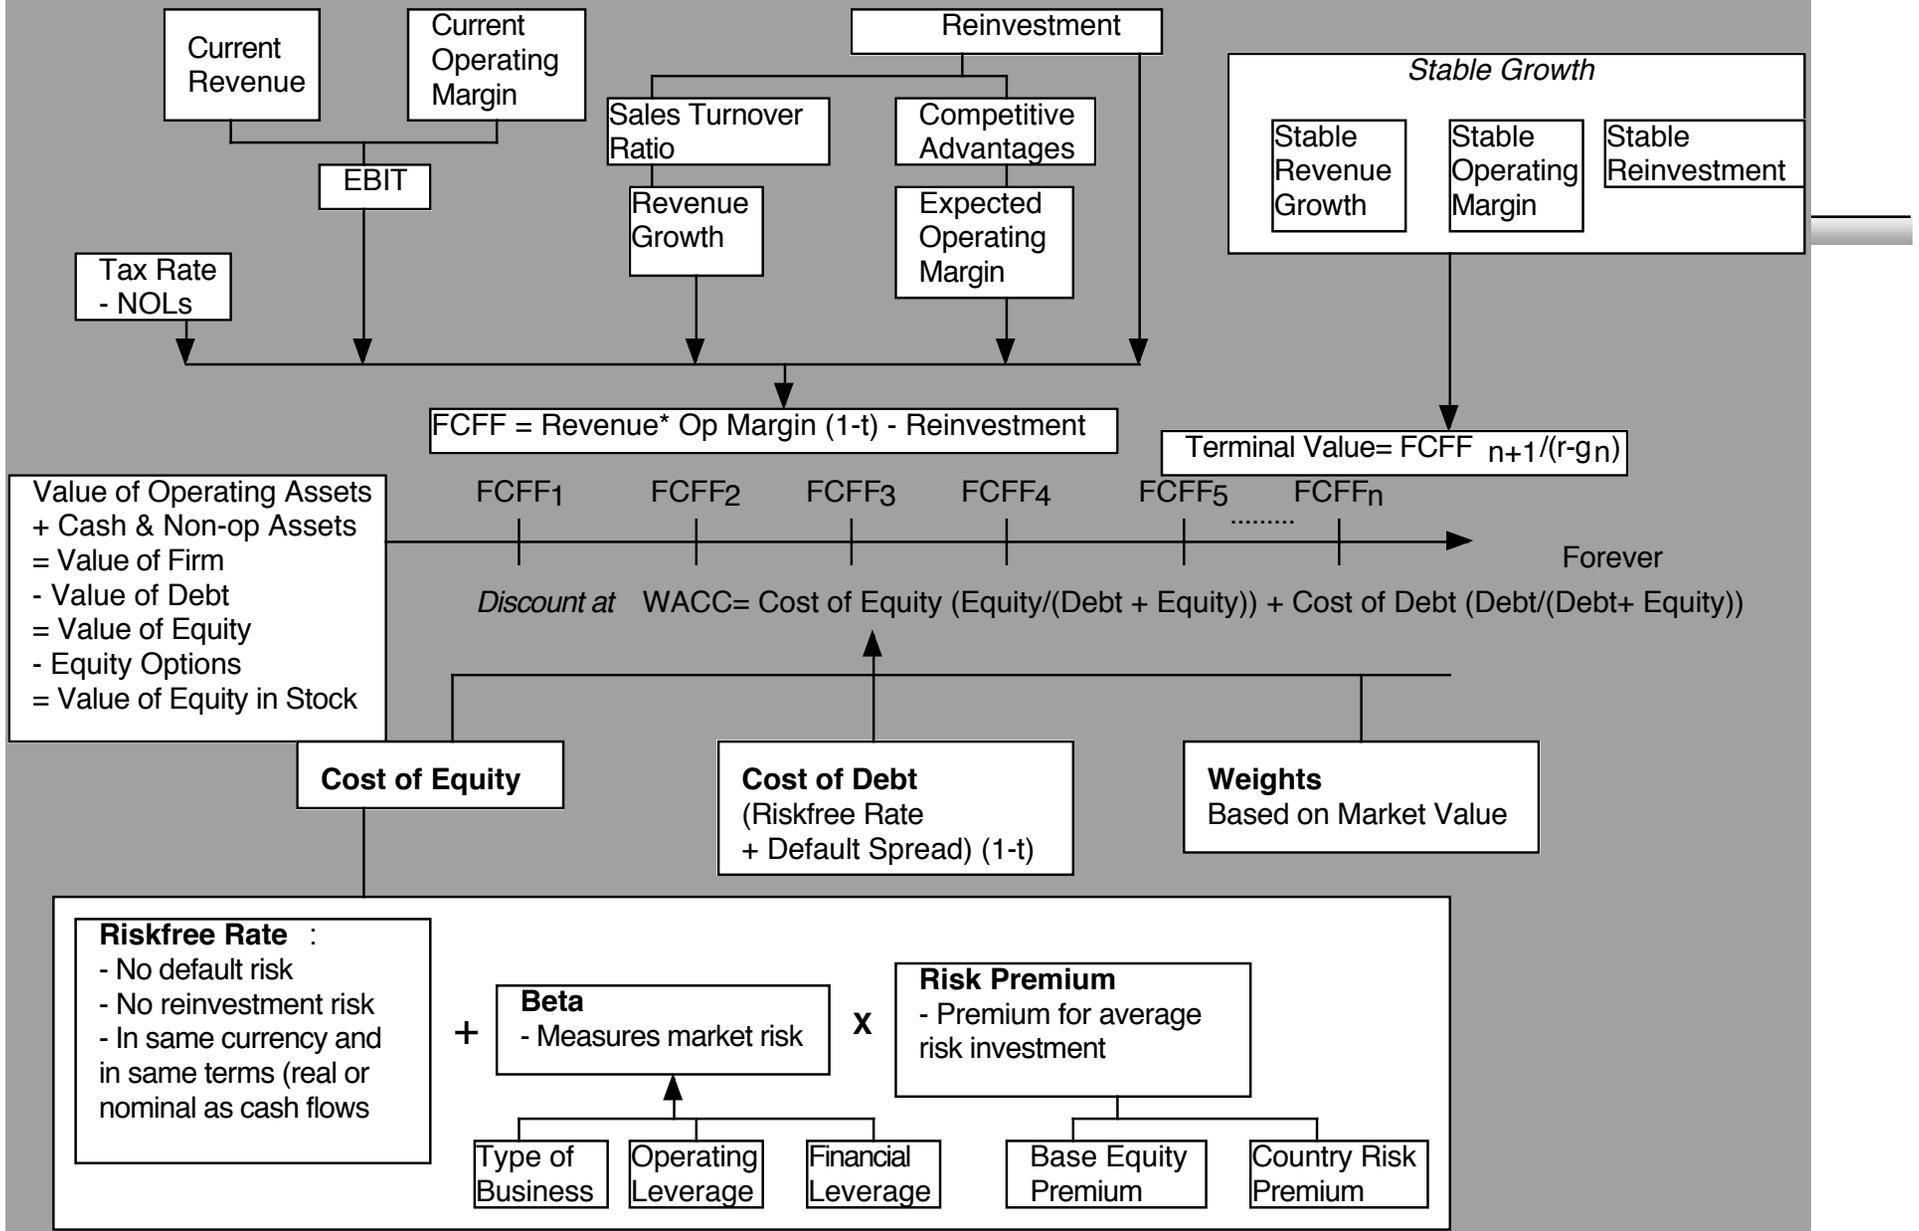 Current
Revenue
Current
Operating
Margin
Reinvestment
Stable Growth
Sales Turnover
Ratio
Competitive
Advantages
Stable
Revenue
Growth
Stable
Operating
Margin
Stable
Reinvestment
EBIT
Revenue
Growth
Expected
Operating
Margin
Tax Rate
- NOLs
FCFF = Revenue* Op Margin (1-t) - Reinvestment
Terminal Value= FCFF n+1/(r-gn)
Value of Operating Assets
+ Cash & Non-op Assets
= Value of Firm
- Value of Debt
= Value of Equity
- Equity Options
= Value of Equity in Stock
FCFF1 FCFF2 FCFF3 FCFF4 FCFF5 ......... FCFFn
Forever
Discount at WACC= Cost of Equity (Equity/(Debt + Equity)) + Cost of Debt (Debt/(Debt+ Equity))
Cost of Equity
Cost of Debt
(Riskfree Rate
+ Default Spread) (1-t)
Weights
Based on Market Value
Riskfree Rate :
- No default risk
- No reinvestment risk
- In same currency and
in same terms (real or
nominal as cash flows
+
Beta
- Measures market risk
X
Risk Premium
- Premium for average
risk investment
Type of
Business
Operating
Leverage
Financial
Leverage
Base Equity
Premium
Country Risk
Premium